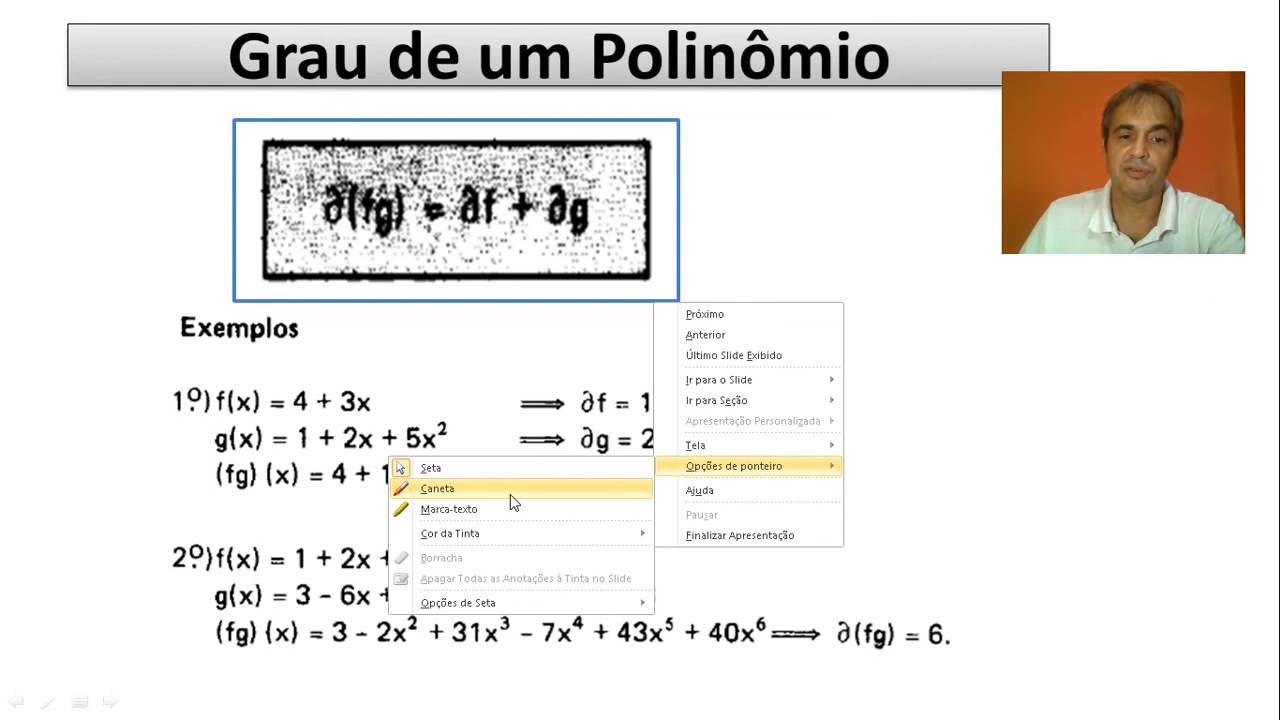 Grau de um Polinômio
∂(fg) = ∂f + ∂g
Exemplos
1º) f(x) = 4 + 3x ⟹ ∂f = 1
g(x) = 1 + 2x + 5x² ⟹ ∂g = 2
(fg) (x) = 4 + 1
2º) f(x) = 1 + 2x +
g(x) = 3 - 6x +
(fg) (x) = 3 - 2x² + 31x³ - 7x⁴ + 43x⁵ + 40x⁶ ⟹ ∂(fg) = 6.
Próximo
Anterior
Último Slide Exibido
Ir para o Slide
Ir para Seção
Apresentação Personalizada
Tela
Opções de ponteiro
Ajuda
Pausar
Finalizar Apresentação
Seta
Caneta
Marca-texto
Cor da Tinta
Borracha
Apagar Todas as Anotações à Tinta no Slide
Opções de Seta